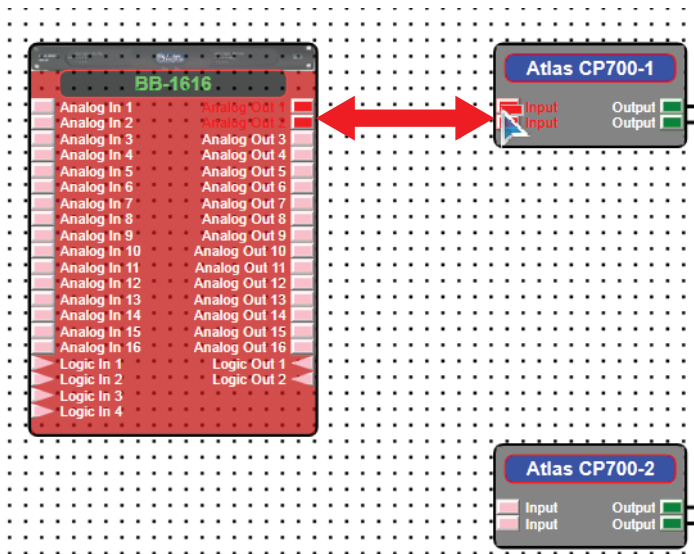 BB-1616
Analog In 1 Analog Out 1
Analog In 2 Analog Out 2
Analog In 3 Analog Out 3
Analog In 4 Analog Out 4
Analog In 5 Analog Out 5
Analog In 6 Analog Out 6
Analog In 7 Analog Out 7
Analog In 8 Analog Out 8
Analog In 9 Analog Out 9
Analog In 10 Analog Out 10
Analog In 11 Analog Out 11
Analog In 12 Analog Out 12
Analog In 13 Analog Out 13
Analog In 14 Analog Out 14
Analog In 15 Analog Out 15
Analog In 16 Analog Out 16
Logic In 1 Logic Out 1
Logic In 2 Logic Out 2
Logic In 3
Logic In 4
Atlas CP700-1
Input Output
Input Output
Atlas CP700-2
Input Output
Input Output